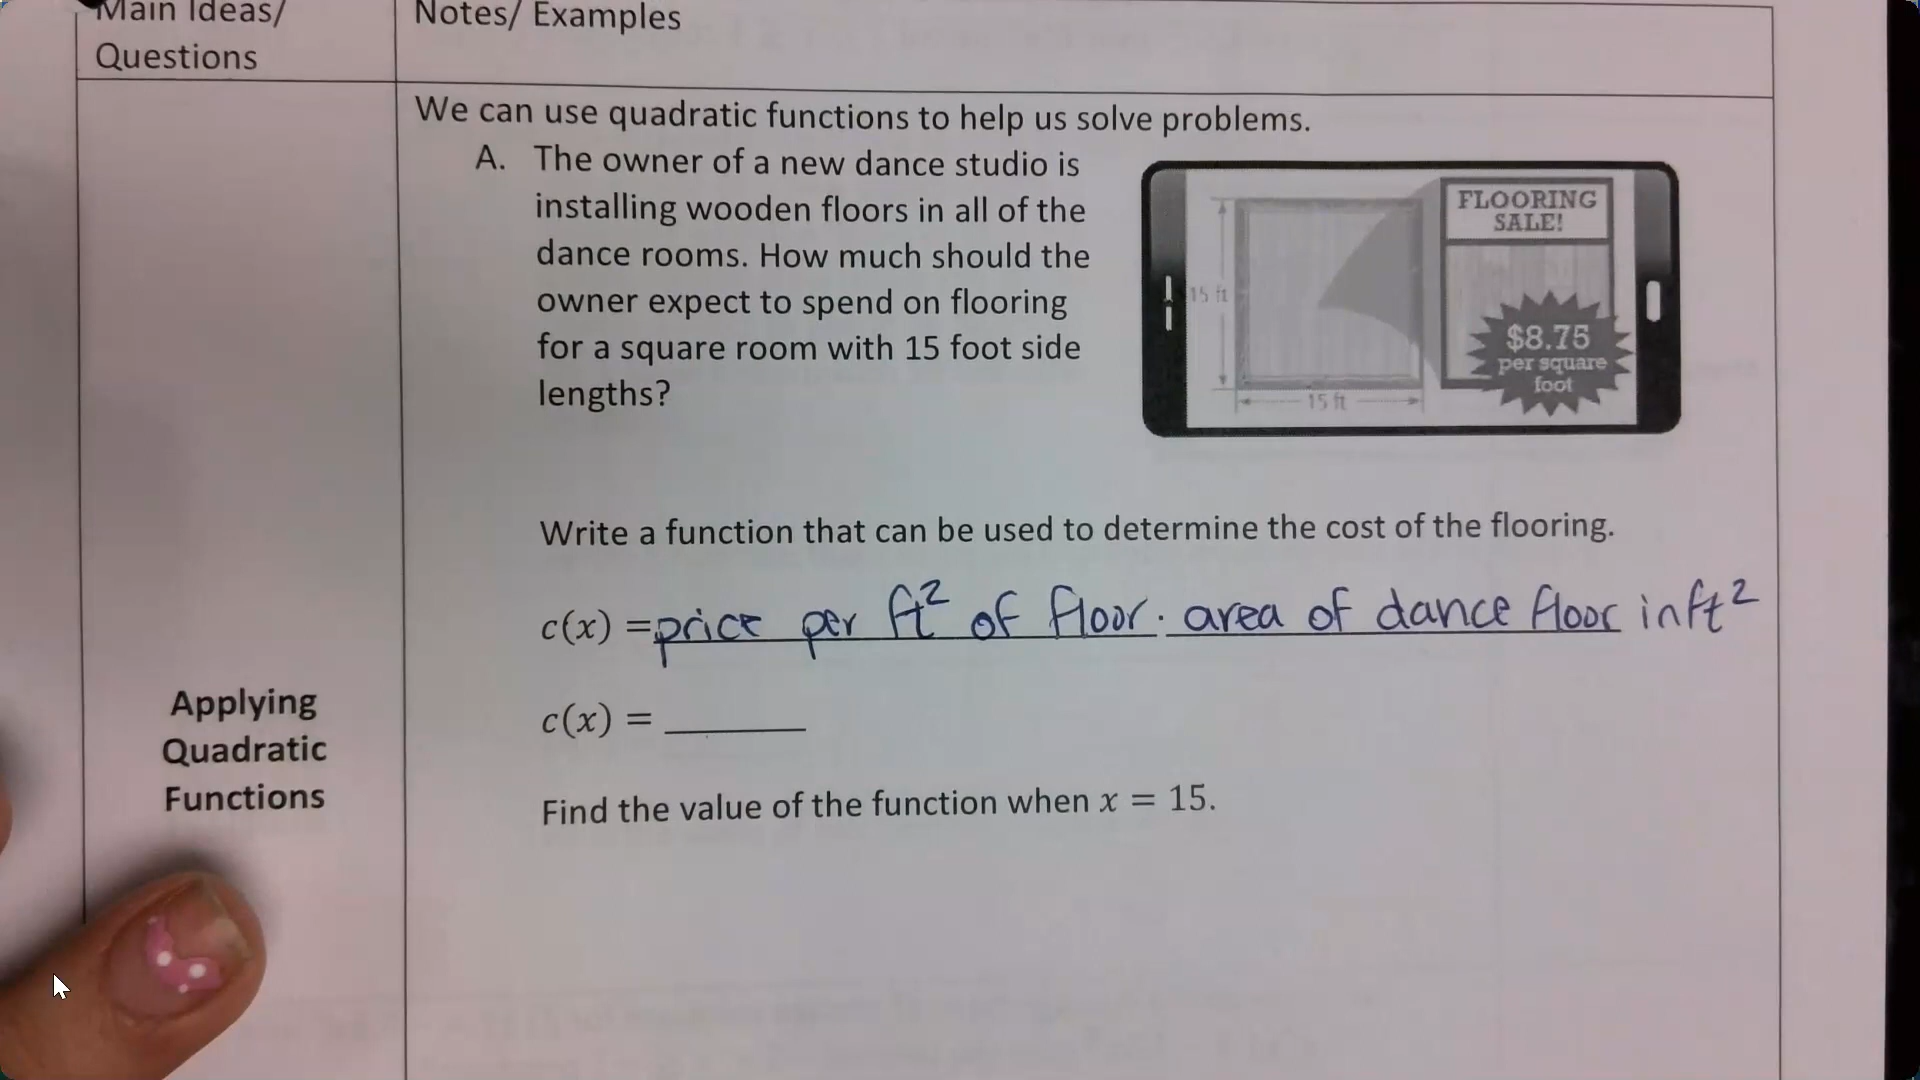 Main Ideas/
Questions
Notes/ Examples
We can use quadratic functions to help us solve problems.
A. The owner of a new dance studio is
installing wooden floors in all of the
dance rooms. How much should the
owner expect to spend on flooring
for a square room with 15 foot side
lengths?
15 ft
15 ft
FLOORING
SALE!
$8.75
per square
foot
Write a function that can be used to determine the cost of the flooring.
c(x) = price per ft² of floor · area of dance floor in ft²
c(x) = ______
Applying
Quadratic
Functions
Find the value of the function when x = 15.